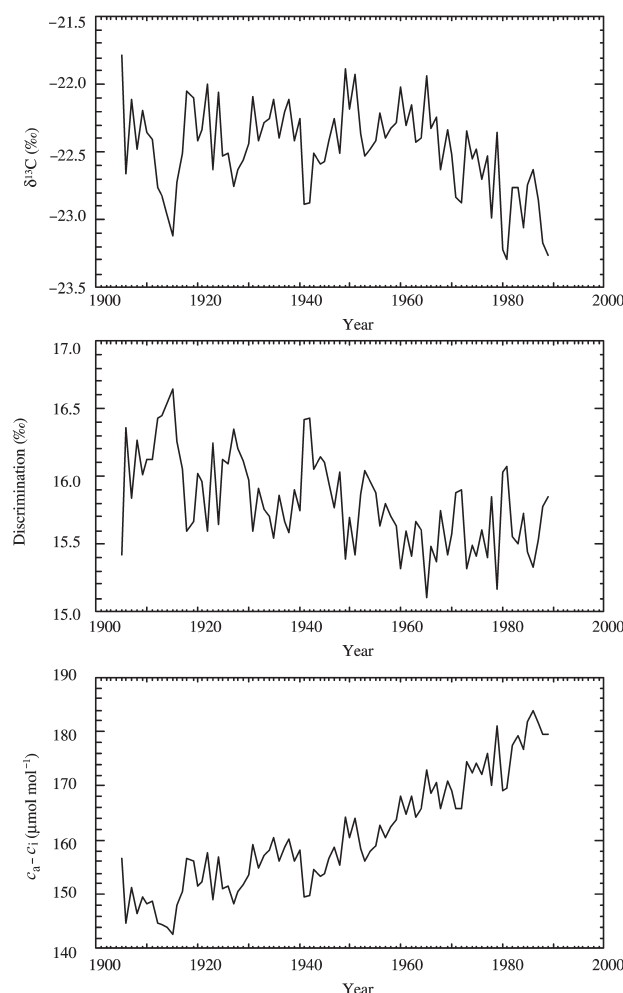 −21.5
−22.0
−22.5
−23.0
−23.5
δ¹³C (‰)
1900 1920 1940 1960 1980 2000
Year
17.0
16.5
16.0
15.5
15.0
Discrimination (‰)
1900 1920 1940 1960 1980 2000
Year
190
180
170
160
150
140
cₐ – cᵢ (μmol mol⁻¹)
1900 1920 1940 1960 1980 2000
Year